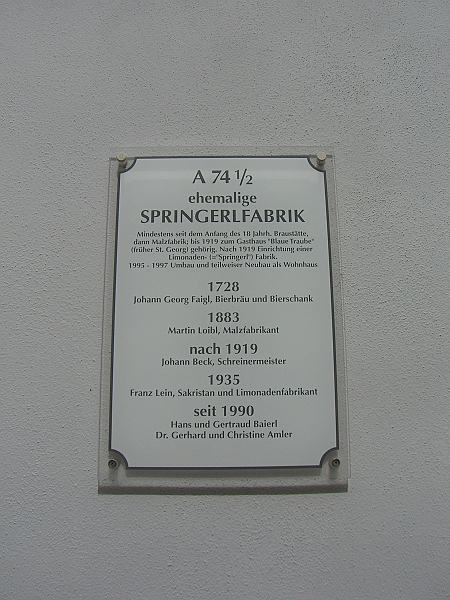 A 74 1/2
ehemalige
SPRINGERLFABRIK
Mindestens seit dem Anfang des 18 Jahrh. Braustätte,
dann Malzfabrik; bis 1919 zum Gasthaus "Blaue Traube"
(früher St. Georg) gehörig. Nach 1919 Einrichtung einer
Limonaden- (="Springerl") Fabrik.
1995 - 1997 Umbau und teilweiser Neubau als Wohnhaus
1728
Johann Georg Faigl, Bierbräu und Bierschank
1883
Martin Loibl, Malzfabrikant
nach 1919
Johann Beck, Schreinermeister
1935
Franz Lein, Sakristan und Limonadenfabrikant
seit 1990
Hans und Gertraud Baierl
Dr. Gerhard und Christine Amler